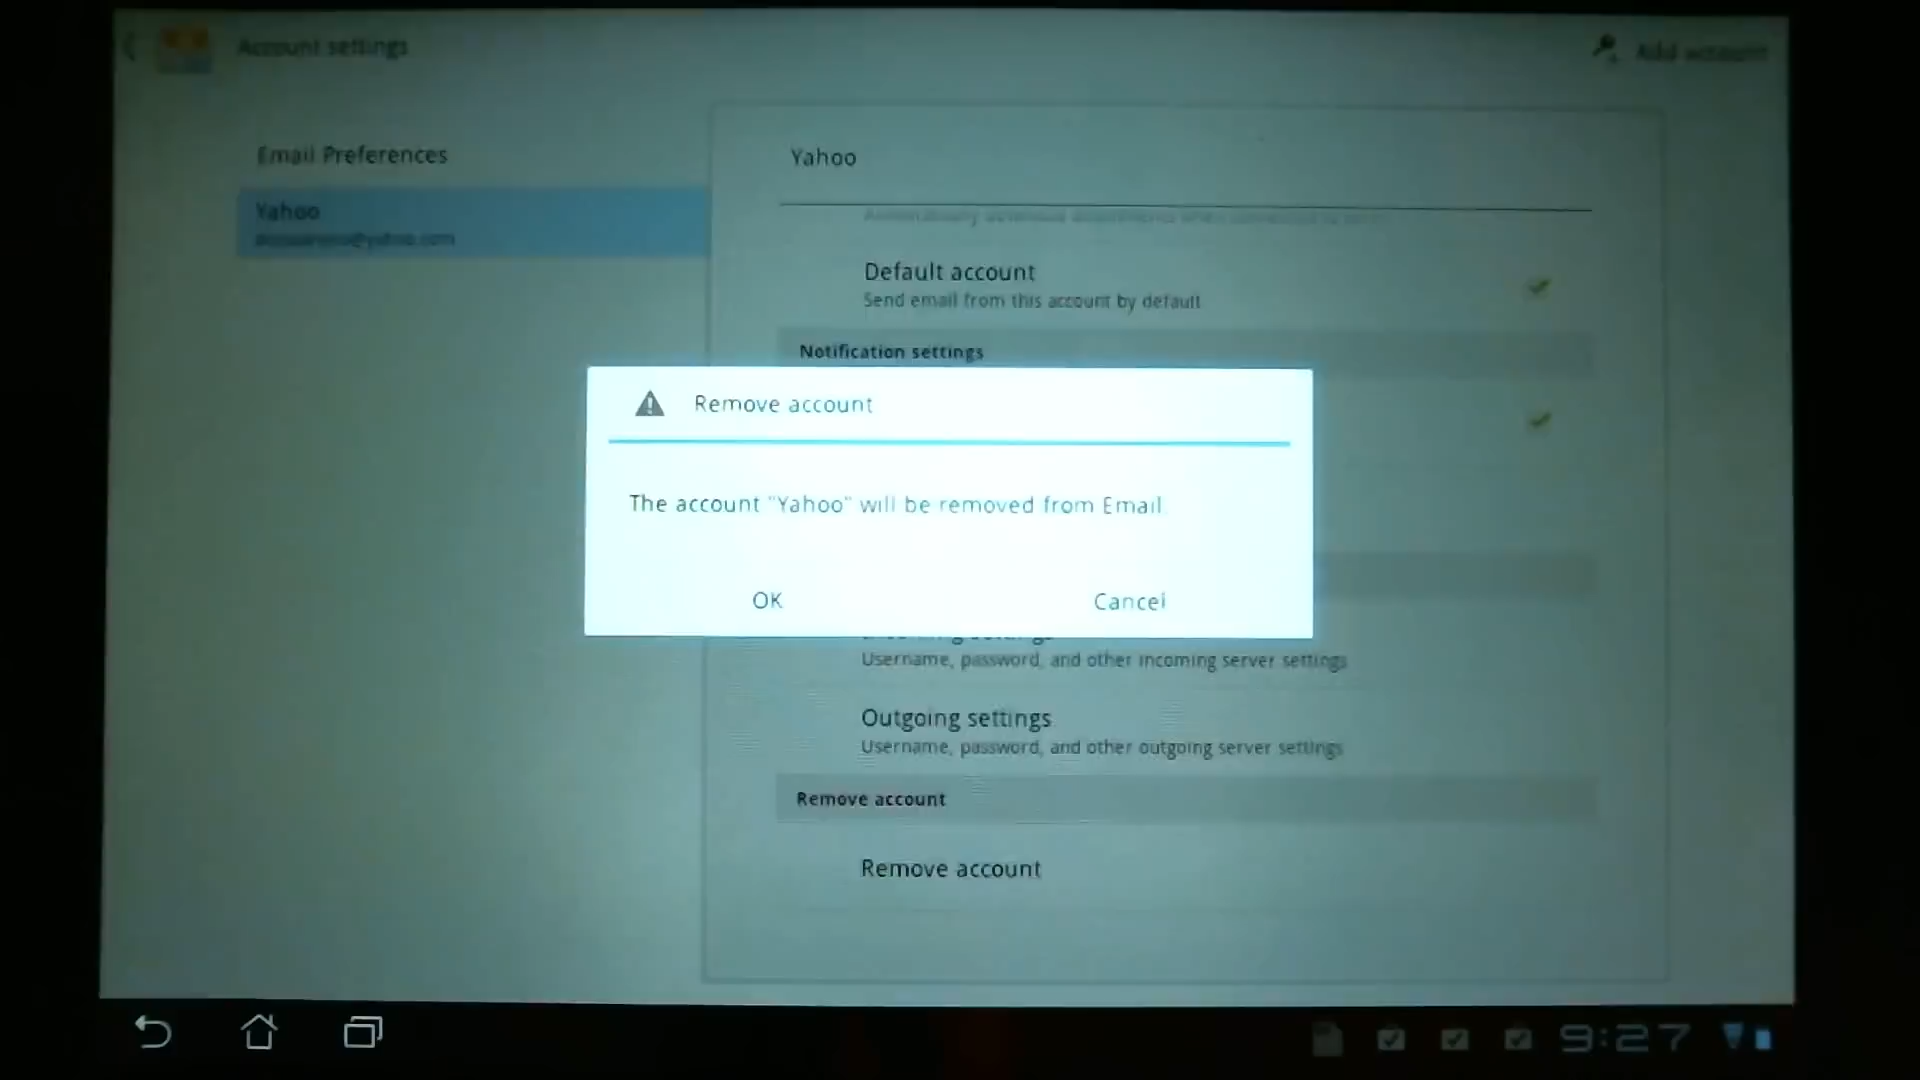 Account settings
Add account
Email Preferences
Yahoo
Yahoo
Default account
Send email from this account by default
Notification settings
Remove account
The account "Yahoo" will be removed from Email.
OK
Cancel
Username, password, and other incoming server settings
Outgoing settings
Username, password, and other outgoing server settings
Remove account
Remove account
9:27